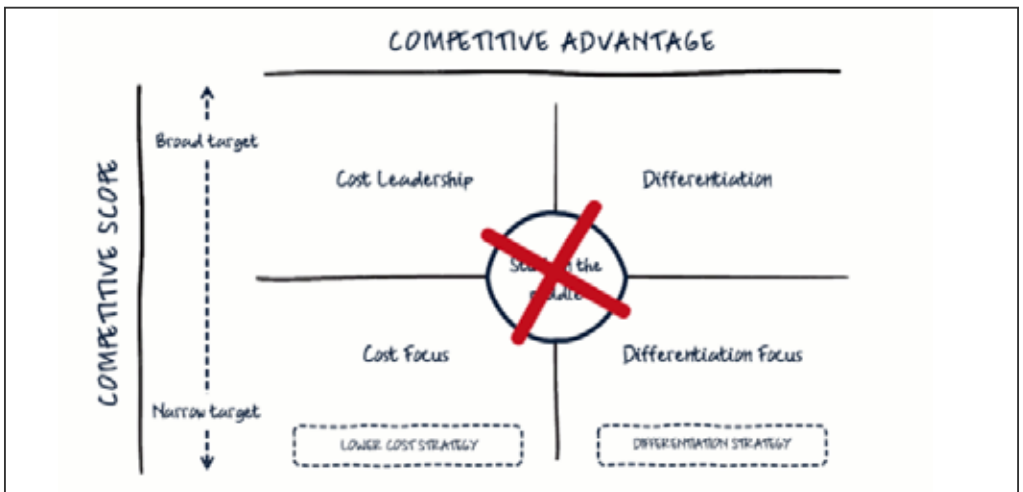 COMPETITIVE ADVANTAGE
COMPETITIVE SCOPE
Broad target
Cost Leadership
Differentiation
the
Cost Focus
Differentiation Focus
Narrow target
LOWER COST STRATEGY
DIFFERENTIATION STRATEGY